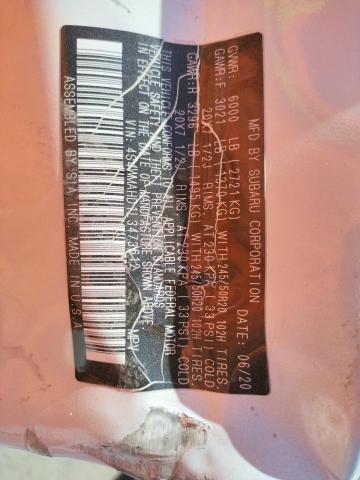 MFD BY SUBARU CORPORATION DATE: 06/20
GVWR: 6000 LB (2721 KG)
GAWR: F 3021 LB (1370 KG) WITH 245/50R20 102H TIRES.
20X7 1/2J RIMS. AT 230 KPA (33 PSI) COLD
GAWR: R 3296 LB (1495 KG) WITH 245/50R20 102H TIRES.
20X7 1/2J RIMS. AT 230 KPA (33 PSI) COLD
THIS VEHICLE CONFORMS TO ALL APPLICABLE FEDERAL MOTOR
VEHICLE SAFETY AND THEFT PREVENTION STANDARDS
IN EFFECT ON THE DATE OF MANUFACTURE SHOWN ABOVE
VIN:
ASSEMBLED BY SIA, INC. MADE IN U.S.A